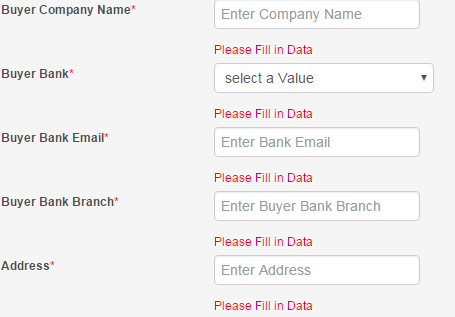 Buyer Company Name*
Enter Company Name
Please Fill in Data
Buyer Bank*
select a Value
Please Fill in Data
Buyer Bank Email*
Enter Bank Email
Please Fill in Data
Buyer Bank Branch*
Enter Buyer Bank Branch
Please Fill in Data
Address*
Enter Address
Please Fill in Data